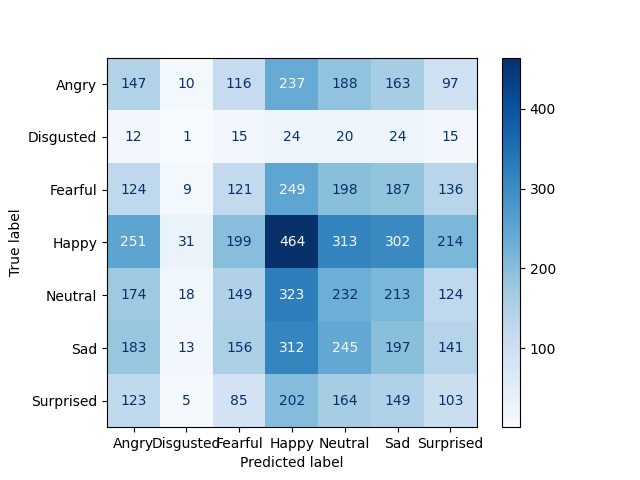 Angry 147 10 116 237 188 163 97
Disgusted 12 1 15 24 20 24 15
Fearful 124 9 121 249 198 187 136
Happy 251 31 199 464 313 302 214
Neutral 174 18 149 323 232 213 124
Sad 183 13 156 312 245 197 141
Surprised 123 5 85 202 164 149 103
Angry Disgusted Fearful Happy Neutral Sad Surprised
Predicted label
True label
400
300
200
100